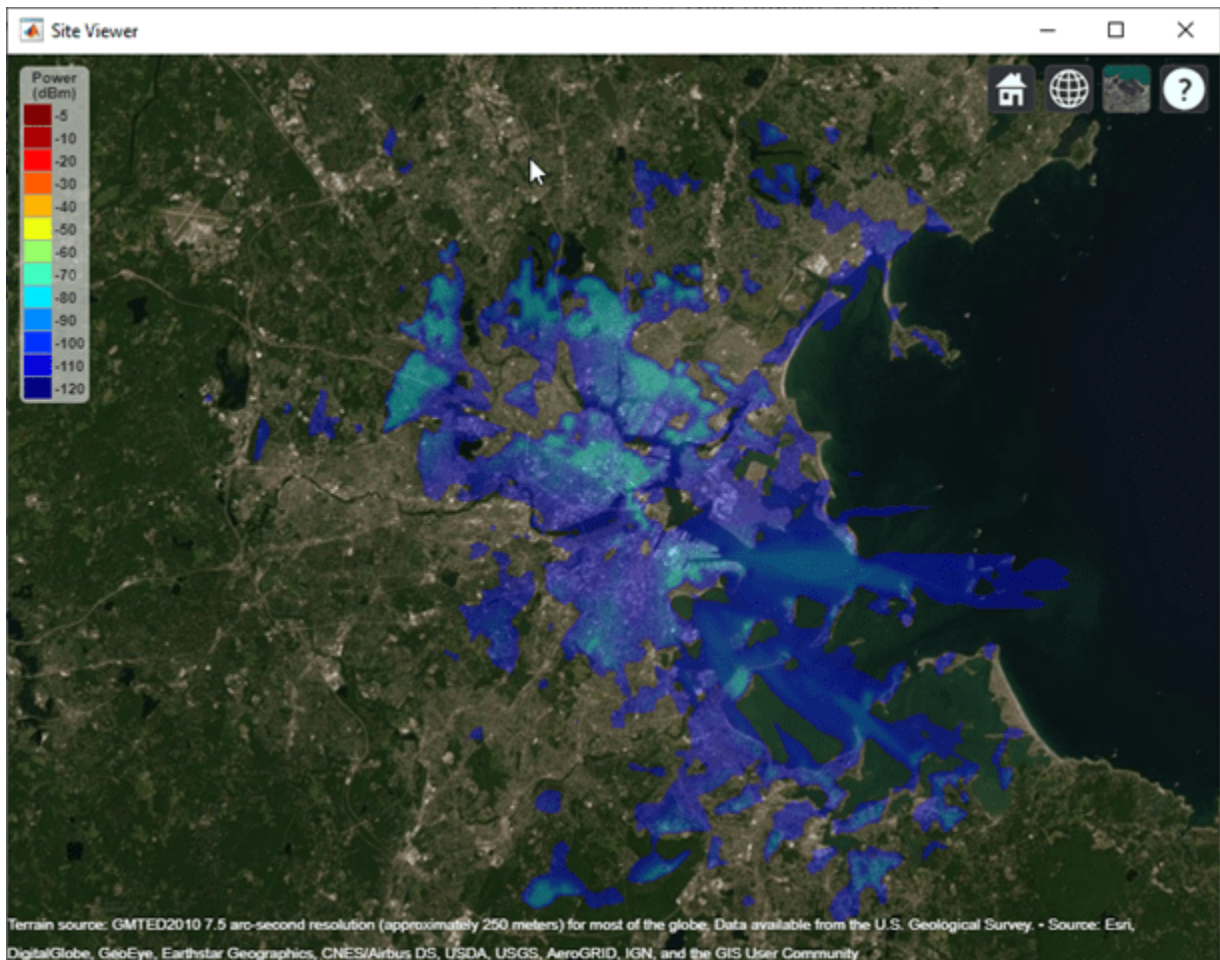 Site Viewer
Power
(dBm)
-5
-10
-20
-30
-40
-50
-60
-70
-80
-90
-100
-110
-120
?
Terrain source: GMTED2010 7.5 arc-second resolution (approximately 250 meters) for most of the globe. Data available from the U.S. Geological Survey. • Source: Esri,
DigitalGlobe, GeoEye, Earthstar Geographics, CNES/Airbus DS, USDA, USGS, AeroGRID, IGN, and the GIS User Community